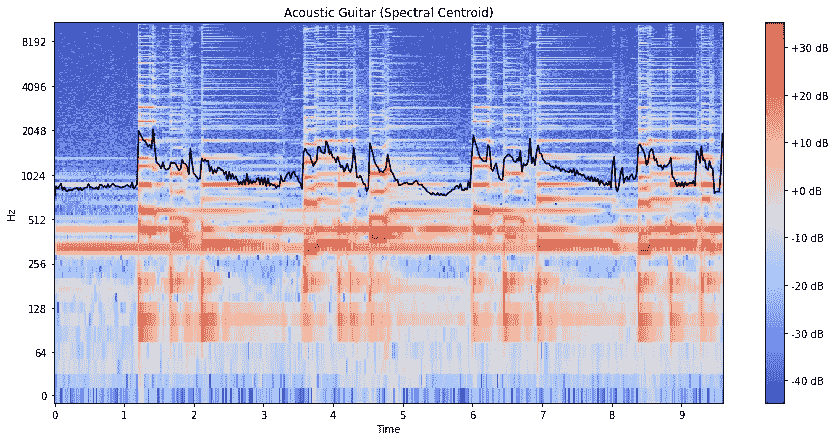 Acoustic Guitar (Spectral Centroid)
8192
4096
2048
1024
512
256
128
64
0
Hz
0 1 2 3 4 5 6 7 8 9
Time
+30 dB
+20 dB
+10 dB
+0 dB
-10 dB
-20 dB
-30 dB
-40 dB